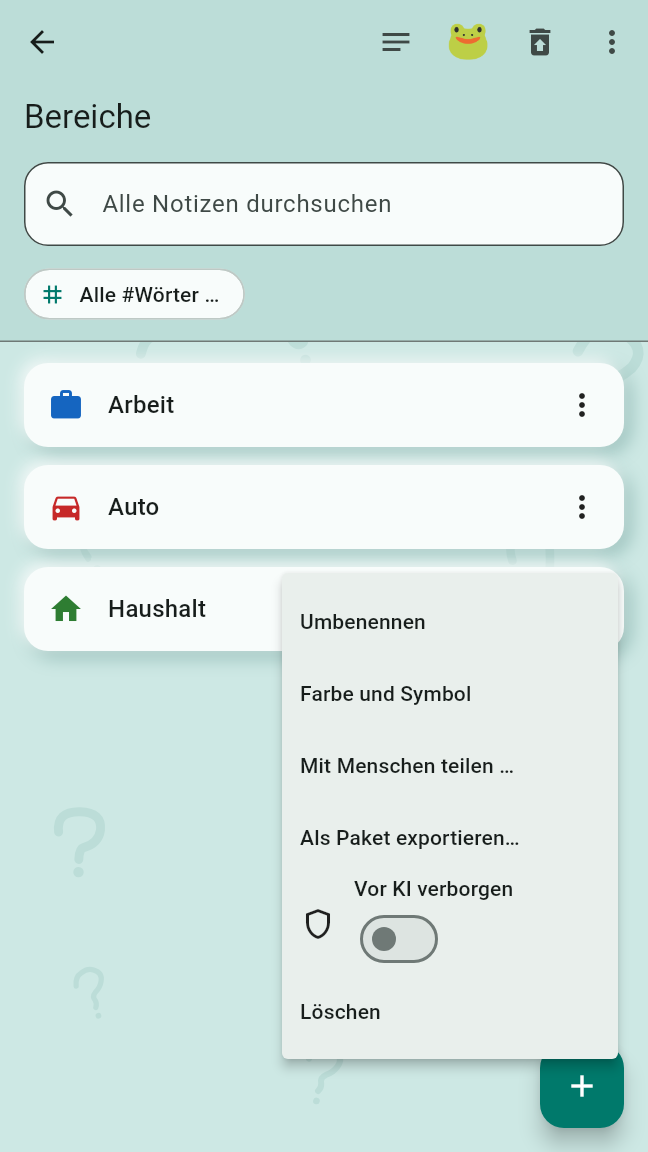 Bereiche
Alle Notizen durchsuchen
Alle #Wörter ...
Arbeit
Auto
Haushalt
Umbenennen
Farbe und Symbol
Mit Menschen teilen ...
Als Paket exportieren...
Vor KI verborgen
Löschen